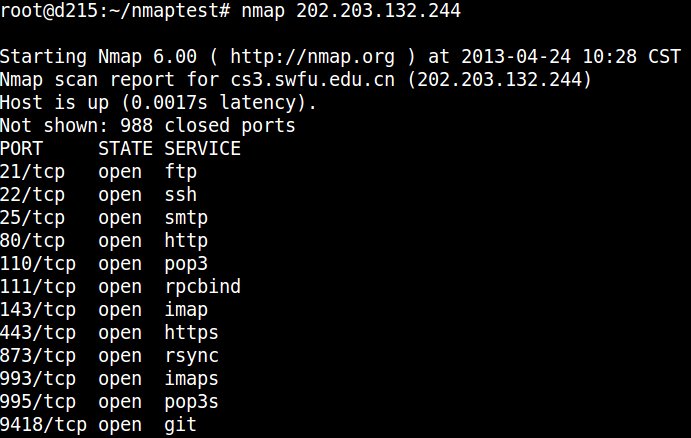 root@d215:~/nmaptest# nmap 202.203.132.244
Starting Nmap 6.00 ( http://nmap.org ) at 2013-04-24 10:28 CST
Nmap scan report for cs3.swfu.edu.cn (202.203.132.244)
Host is up (0.0017s latency).
Not shown: 988 closed ports
PORT     STATE SERVICE
21/tcp   open  ftp
22/tcp   open  ssh
25/tcp   open  smtp
80/tcp   open  http
110/tcp  open  pop3
111/tcp  open  rpcbind
143/tcp  open  imap
443/tcp  open  https
873/tcp  open  rsync
993/tcp  open  imaps
995/tcp  open  pop3s
9418/tcp open  git